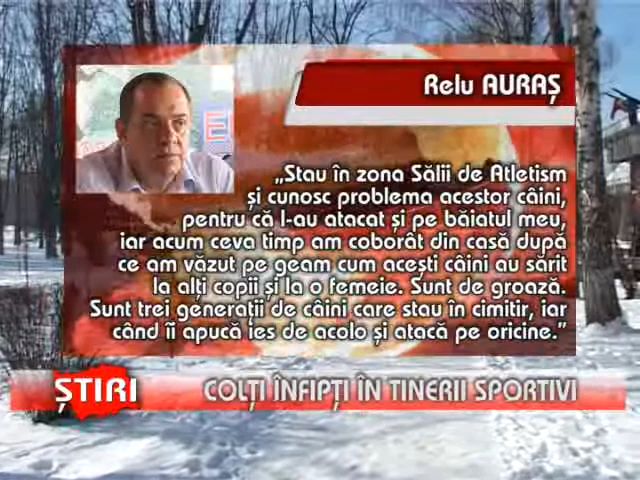 Relu AURAȘ
„Stau în zona Sălii de Atletism
și cunosc problema acestor câini,
pentru că l-au atacat și pe băiatul meu,
iar acum ceva timp am coborât din casă după
ce am văzut pe geam cum acești câini au sărit
la alți copii și la o femeie. Sunt de groază.
Sunt trei generații de câini care stau în cimitir, iar
când îi apucă ies de acolo și atacă pe oricine.”
ȘTIRI
COLȚI ÎNFIPȚI ÎN TINERII SPORTIVI